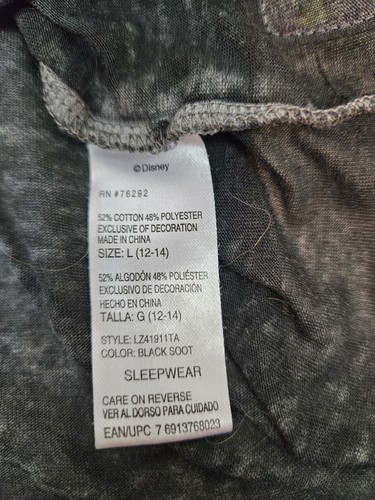 ©Disney
RN #76292
52% COTTON 48% POLYESTER
EXCLUSIVE OF DECORATION
MADE IN CHINA
SIZE: L (12-14)
52% ALGODÓN 48% POLIÉSTER
EXCLUSIVO DE DECORACIÓN
HECHO EN CHINA
TALLA: G (12-14)
STYLE: LZ41911TA
COLOR: BLACK SOOT
SLEEPWEAR
CARE ON REVERSE
VER AL DORSO PARA CUIDADO
EAN/UPC 7 6913768023